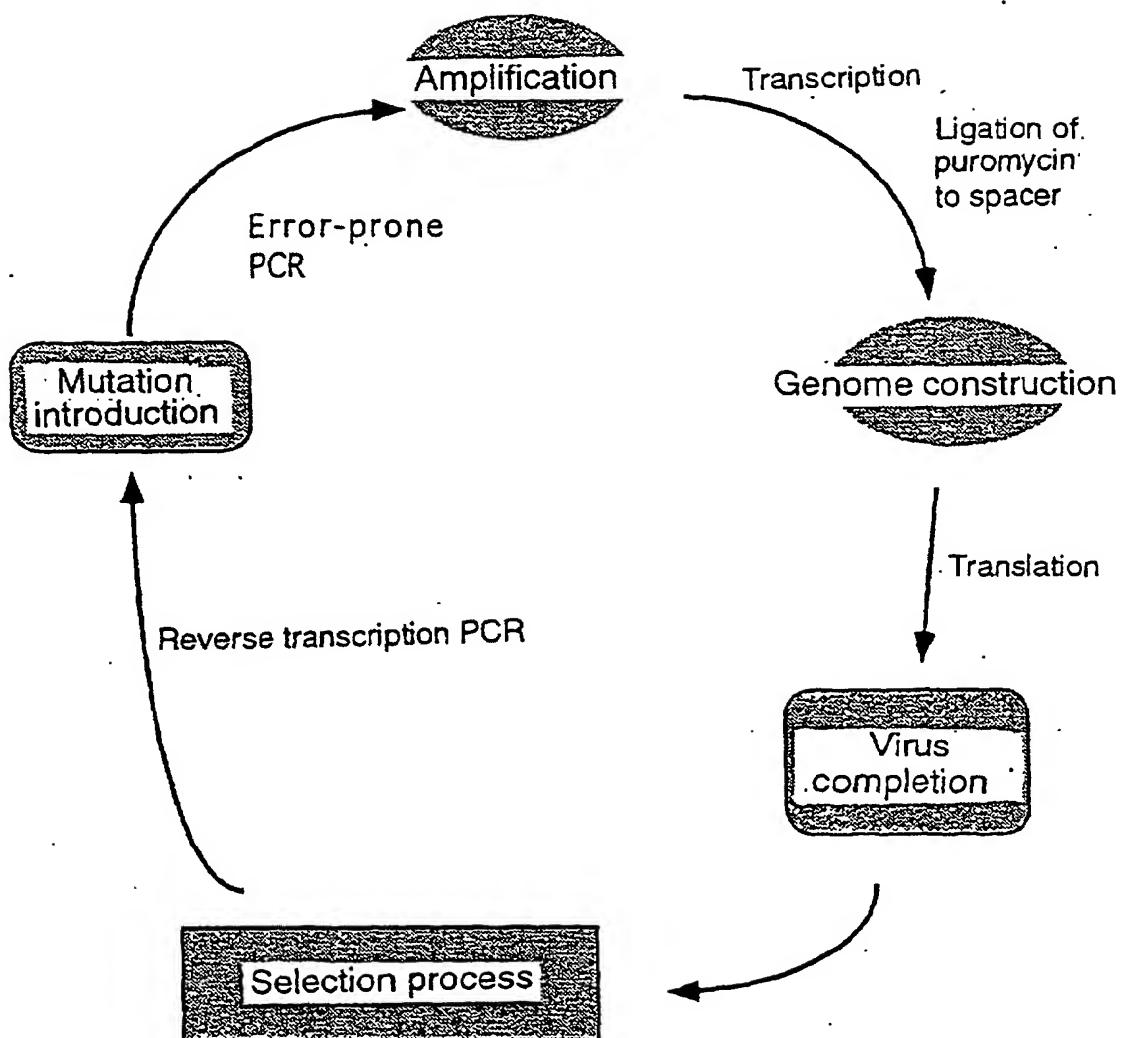 Amplification
Transcription
Ligation of
puromycin
to spacer
Error-prone
PCR
Mutation
introduction
Genome construction
Translation
Reverse transcription PCR
Virus
completion
Selection process